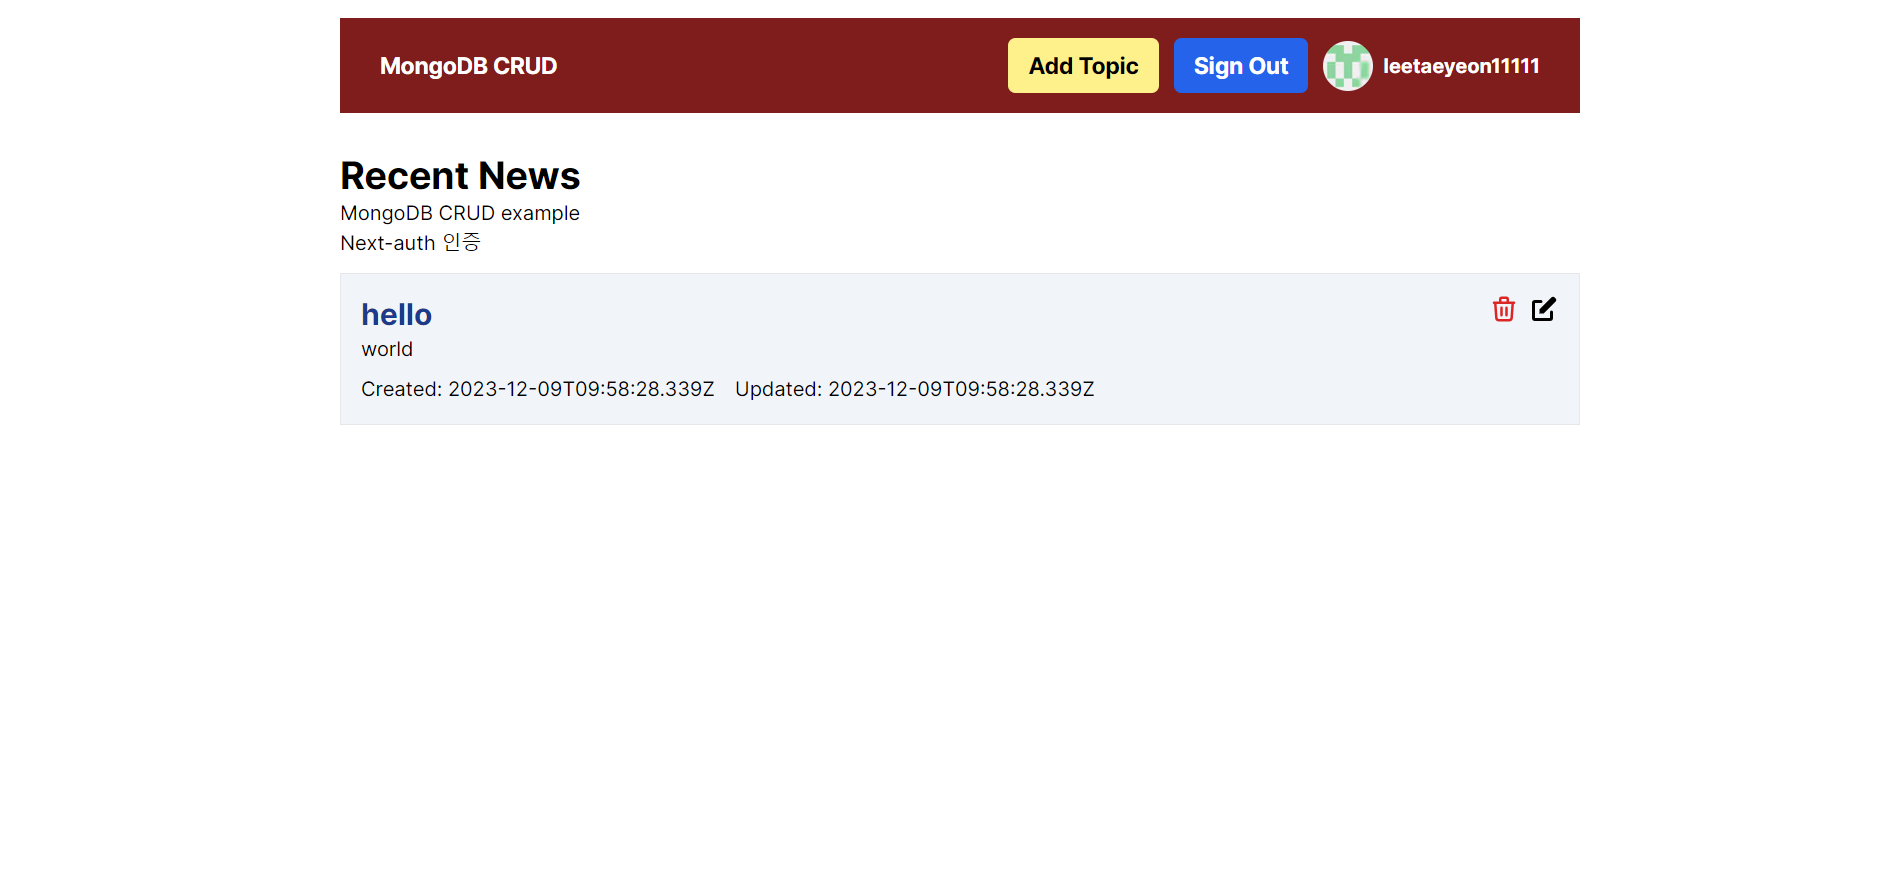 MongoDB CRUD
Add Topic
Sign Out
leetaeyeon11111
Recent News
MongoDB CRUD example
Next-auth 인증
hello
world
Created: 2023-12-09T09:58:28.339Z Updated: 2023-12-09T09:58:28.339Z